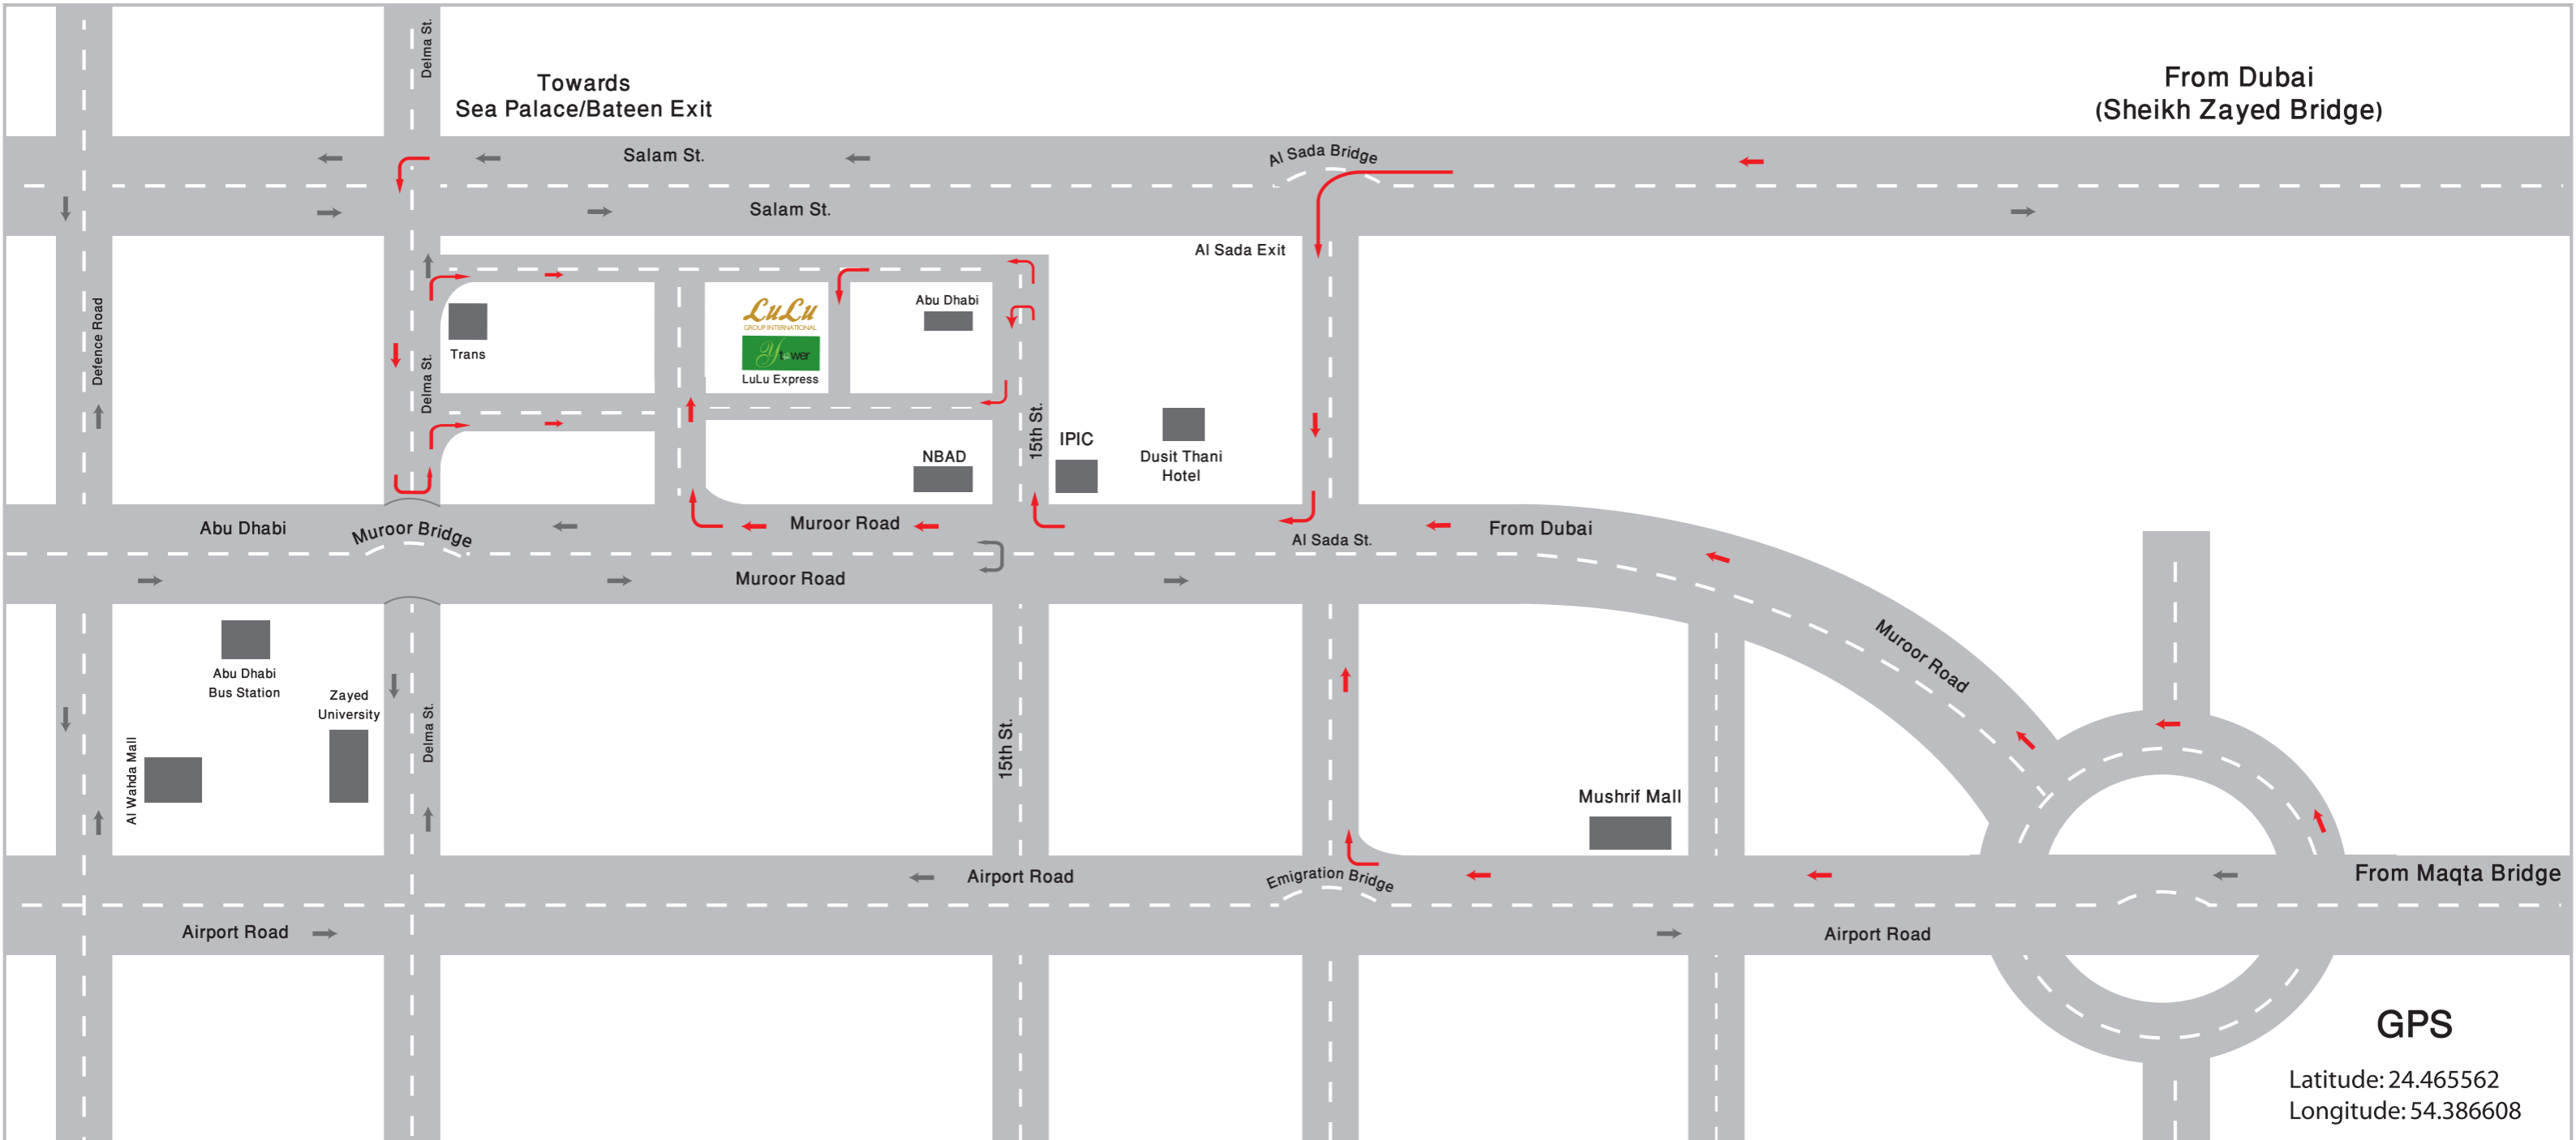 Delma St.
Towards
Sea Palace/Bateen Exit
From Dubai
(Sheikh Zayed Bridge)
Salam St.
Al Sada Bridge
Salam St.
Al Sada Exit
Defence Road
Trans
Delma St.
LuLu
GROUP INTERNATIONAL
Y tower
LuLu Express
Abu Dhabi
NBAD
15th St.
IPIC
Dusit Thani
Hotel
Abu Dhabi
Muroor Bridge
Muroor Road
Al Sada St.
From Dubai
Muroor Road
Muroor Road
Abu Dhabi
Bus Station
Zayed
University
Al Wahda Mall
Delma St.
15th St.
Mushrif Mall
Airport Road
Emigration Bridge
From Maqta Bridge
Airport Road
Airport Road
GPS
Latitude: 24.465562
Longitude: 54.386608